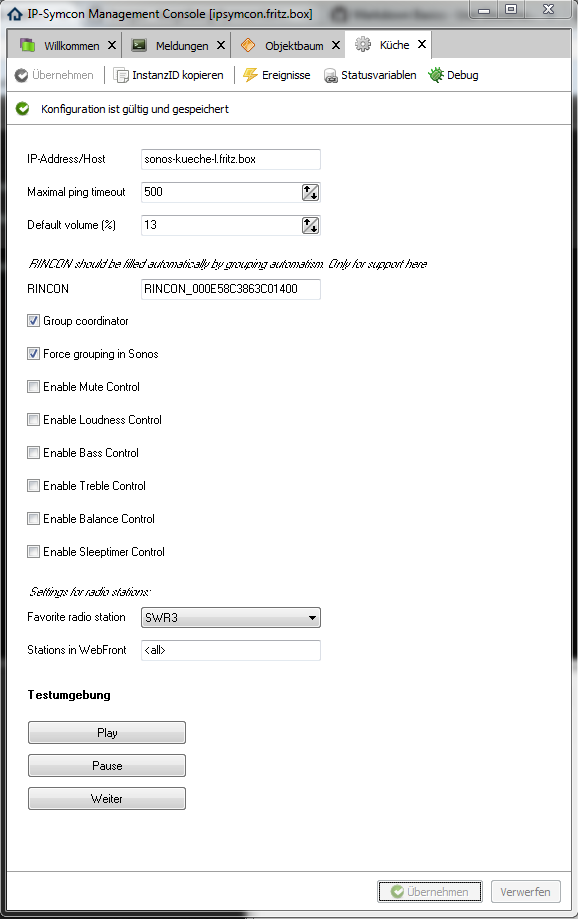 IP-Symcon Management Console [ipsymcon.fritz.box]
Willkommen Meldungen Objektbaum Küche
Übernehmen InstanzID kopieren Ereignisse Statusvariablen Debug
Konfiguration ist gültig und gespeichert
IP-Address/Host sonos-kueche-l.fritz.box
Maximal ping timeout 500
Default volume (%) 13
RINCON should be filled automatically by grouping automatism. Only for support here
RINCON RINCON_000E58C3863C01400
Group coordinator
Force grouping in Sonos
Enable Mute Control
Enable Loudness Control
Enable Bass Control
Enable Treble Control
Enable Balance Control
Enable Sleeptimer Control
Settings for radio stations:
Favorite radio station SWR3
Stations in WebFront <all>
Testumgebung
Play
Pause
Weiter
Übernehmen Verwerfen